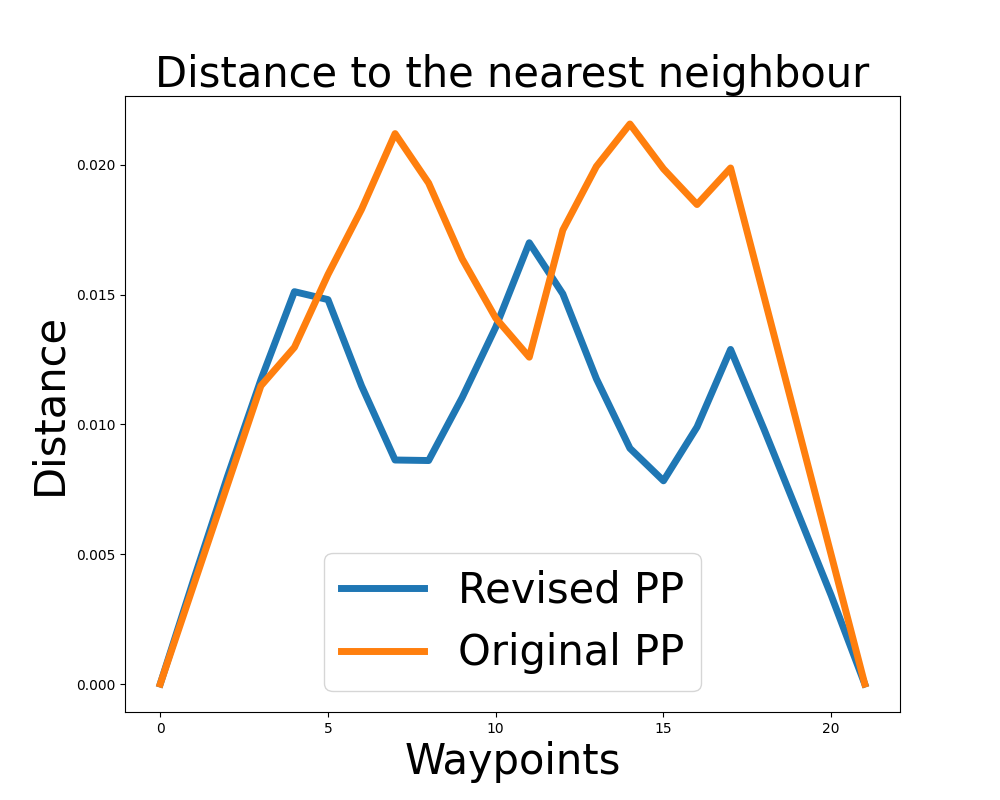 Distance to the nearest neighbour
Distance
0.020
0.015
0.010
0.005
0.000
Revised PP
Original PP
0 5 10 15 20
Waypoints